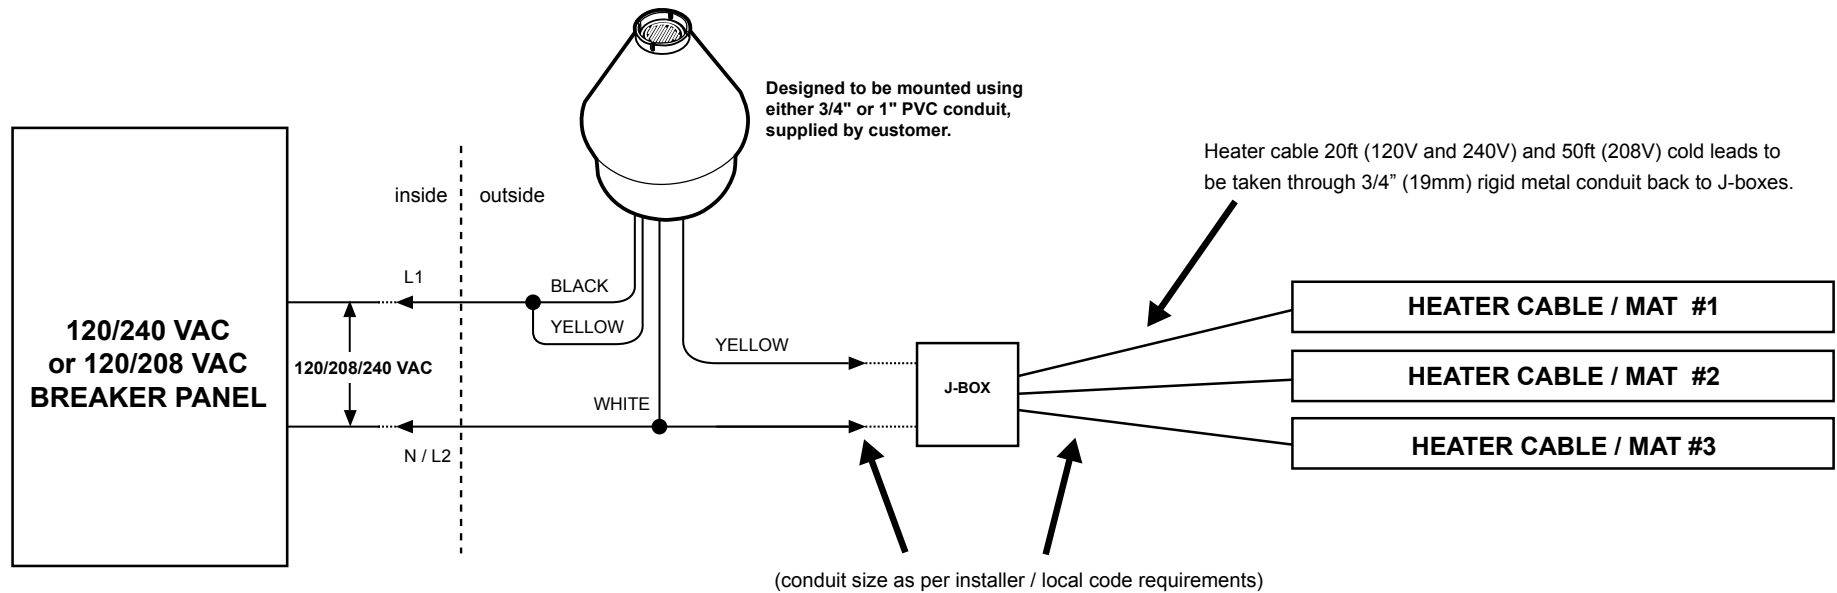 Designed to be mounted using
either 3/4" or 1" PVC conduit,
supplied by customer.
Heater cable 20ft (120V and 240V) and 50ft (208V) cold leads to
be taken through 3/4” (19mm) rigid metal conduit back to J-boxes.
inside
outside
L1
BLACK
YELLOW
120/240 VAC
or 120/208 VAC
BREAKER PANEL
120/208/240 VAC
YELLOW
WHITE
N / L2
J-BOX
HEATER CABLE / MAT #1
HEATER CABLE / MAT #2
HEATER CABLE / MAT #3
(conduit size as per installer / local code requirements)